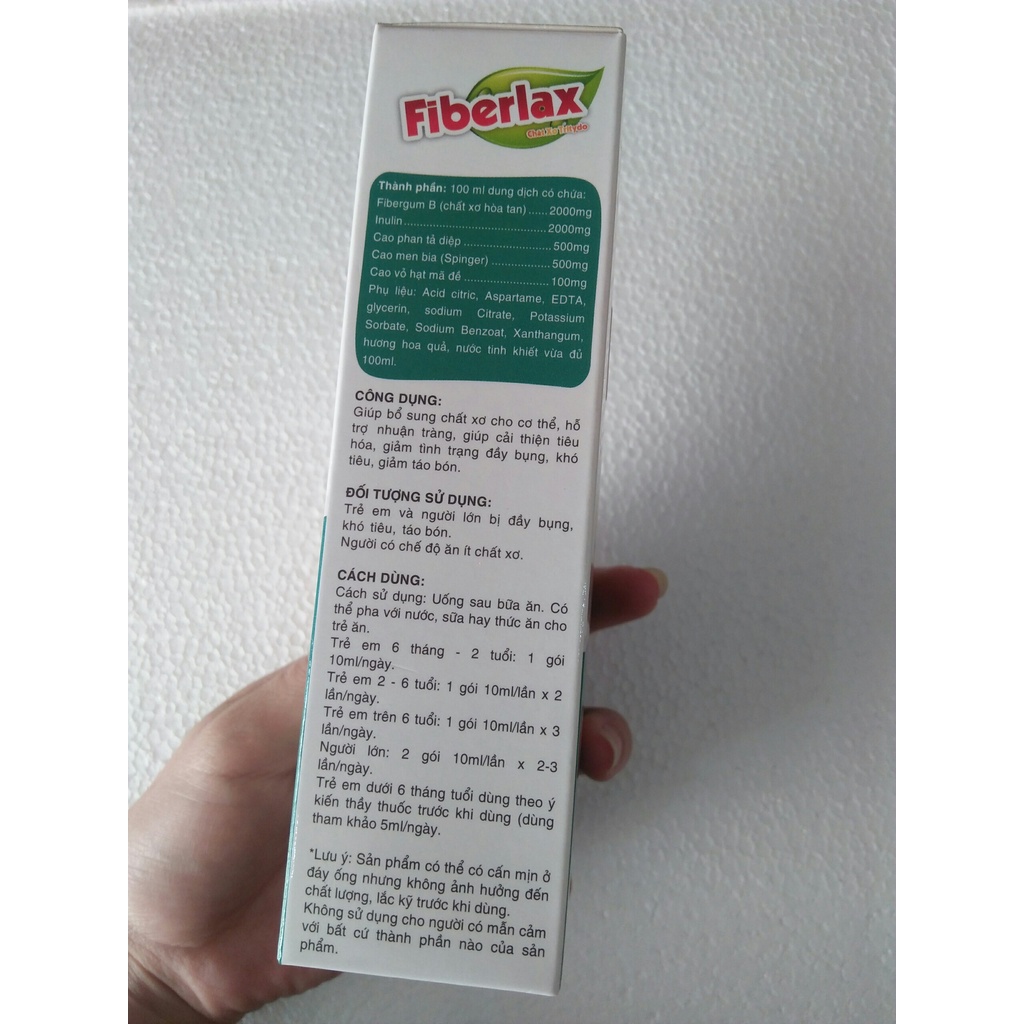 Fiberlax
Chất Xơ
Thành phần: 100 ml dung dịch có chứa:
Fibergum B (chất xơ hòa tan) ...... 2000mg
Inulin .......................................... 2000mg
Cao phan tả diệp .......................... 500mg
Cao men bia (Spinger) .................. 500mg
Cao vỏ hạt mã đề ......................... 100mg
Phụ liệu: Acid citric, Aspartame, EDTA,
glycerin, sodium Citrate, Potassium
Sorbate, Sodium Benzoat, Xanthangum,
hương hoa quả, nước tinh khiết vừa đủ
100ml.
CÔNG DỤNG:
Giúp bổ sung chất xơ cho cơ thể, hỗ
trợ nhuận tràng, giúp cải thiện tiêu
hóa, giảm tình trạng đầy bụng, khó
tiêu, giảm táo bón.
ĐỐI TƯỢNG SỬ DỤNG:
Trẻ em và người lớn bị đầy bụng,
khó tiêu, táo bón.
Người có chế độ ăn ít chất xơ.
CÁCH DÙNG:
Cách sử dụng: Uống sau bữa ăn. Có
thể pha với nước, sữa hay thức ăn cho
trẻ ăn.
Trẻ em 6 tháng - 2 tuổi: 1 gói
10ml/ngày.
Trẻ em 2 - 6 tuổi: 1 gói 10ml/lần x 2
lần/ngày.
Trẻ em trên 6 tuổi: 1 gói 10ml/lần x 3
lần/ngày.
Người lớn: 2 gói 10ml/lần x 2-3
lần/ngày.
Trẻ em dưới 6 tháng tuổi dùng theo ý
kiến thầy thuốc trước khi dùng (dùng
tham khảo 5ml/ngày.
*Lưu ý: Sản phẩm có thể có cấn mịn ở
đáy ống nhưng không ảnh hưởng đến
chất lượng, lắc kỹ trước khi dùng.
Không sử dụng cho người có mẫn cảm
với bất cứ thành phần nào của sản
phẩm.